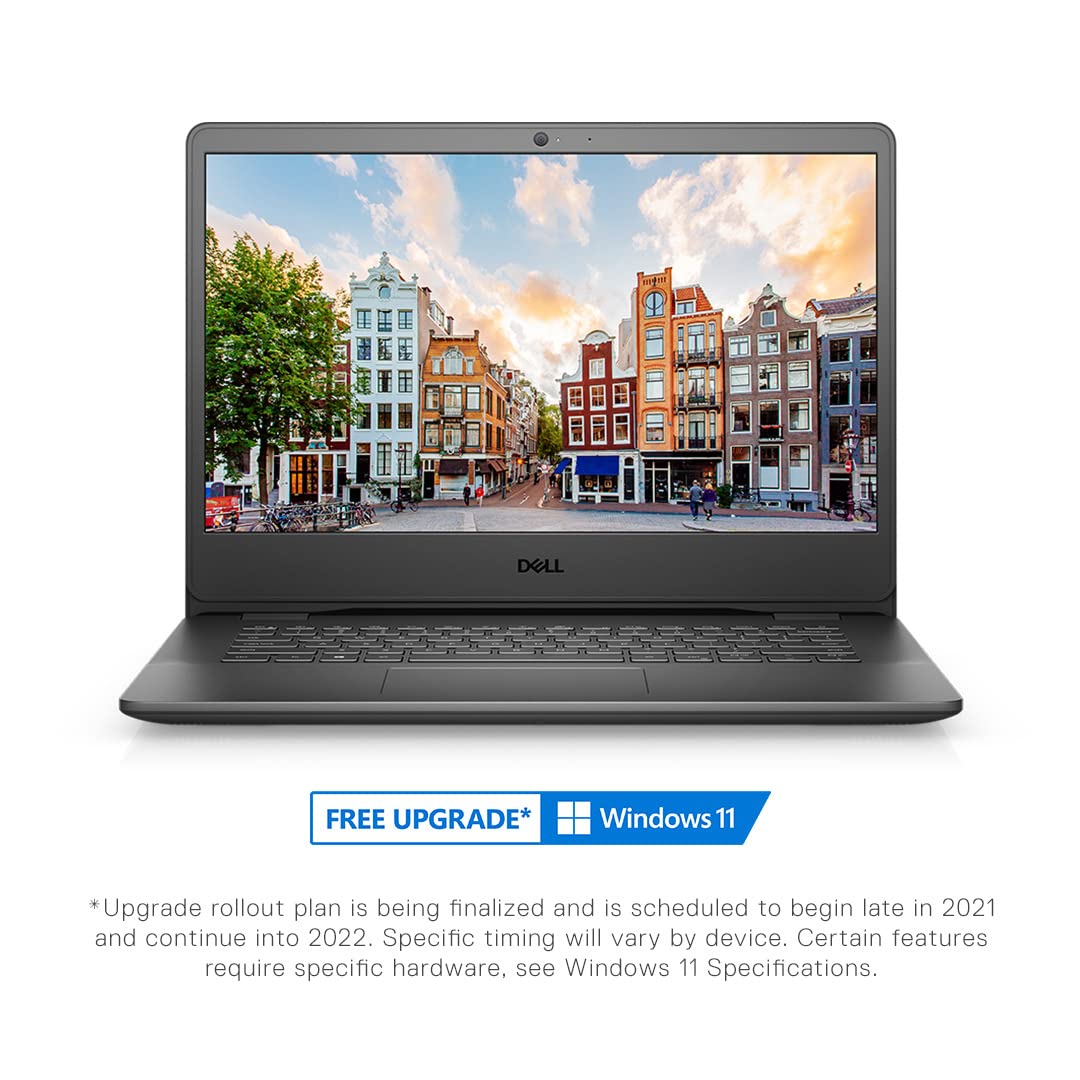 DELL
FREE UPGRADE* Windows 11
*Upgrade rollout plan is being finalized and is scheduled to begin late in 2021
and continue into 2022. Specific timing will vary by device. Certain features
require specific hardware, see Windows 11 Specifications.